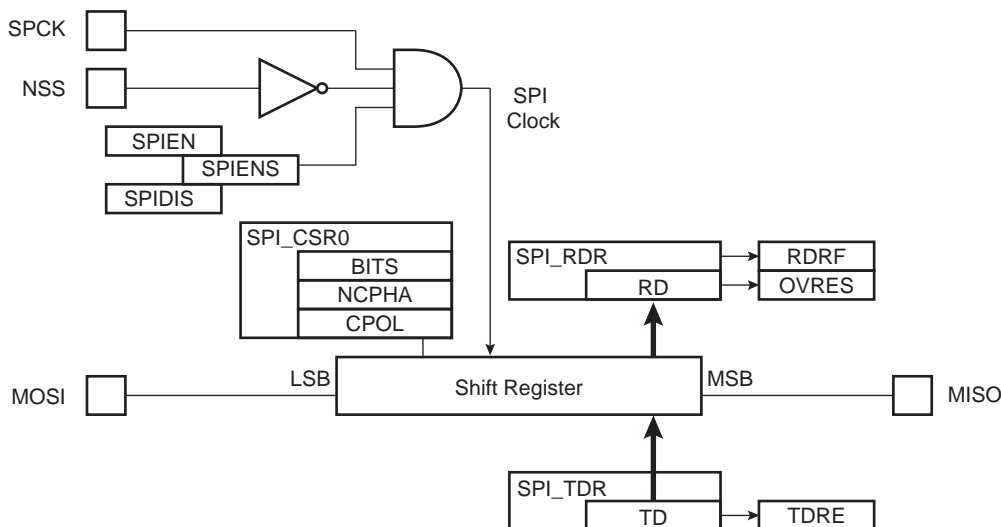 SPCK
NSS
SPI
Clock
SPIEN
SPIENS
SPIDIS
SPI_CSR0
BITS
NCPHA
CPOL
SPI_RDR
RD
RDRF
OVRES
MOSI
LSB
Shift Register
MSB
MISO
SPI_TDR
TD
TDRE